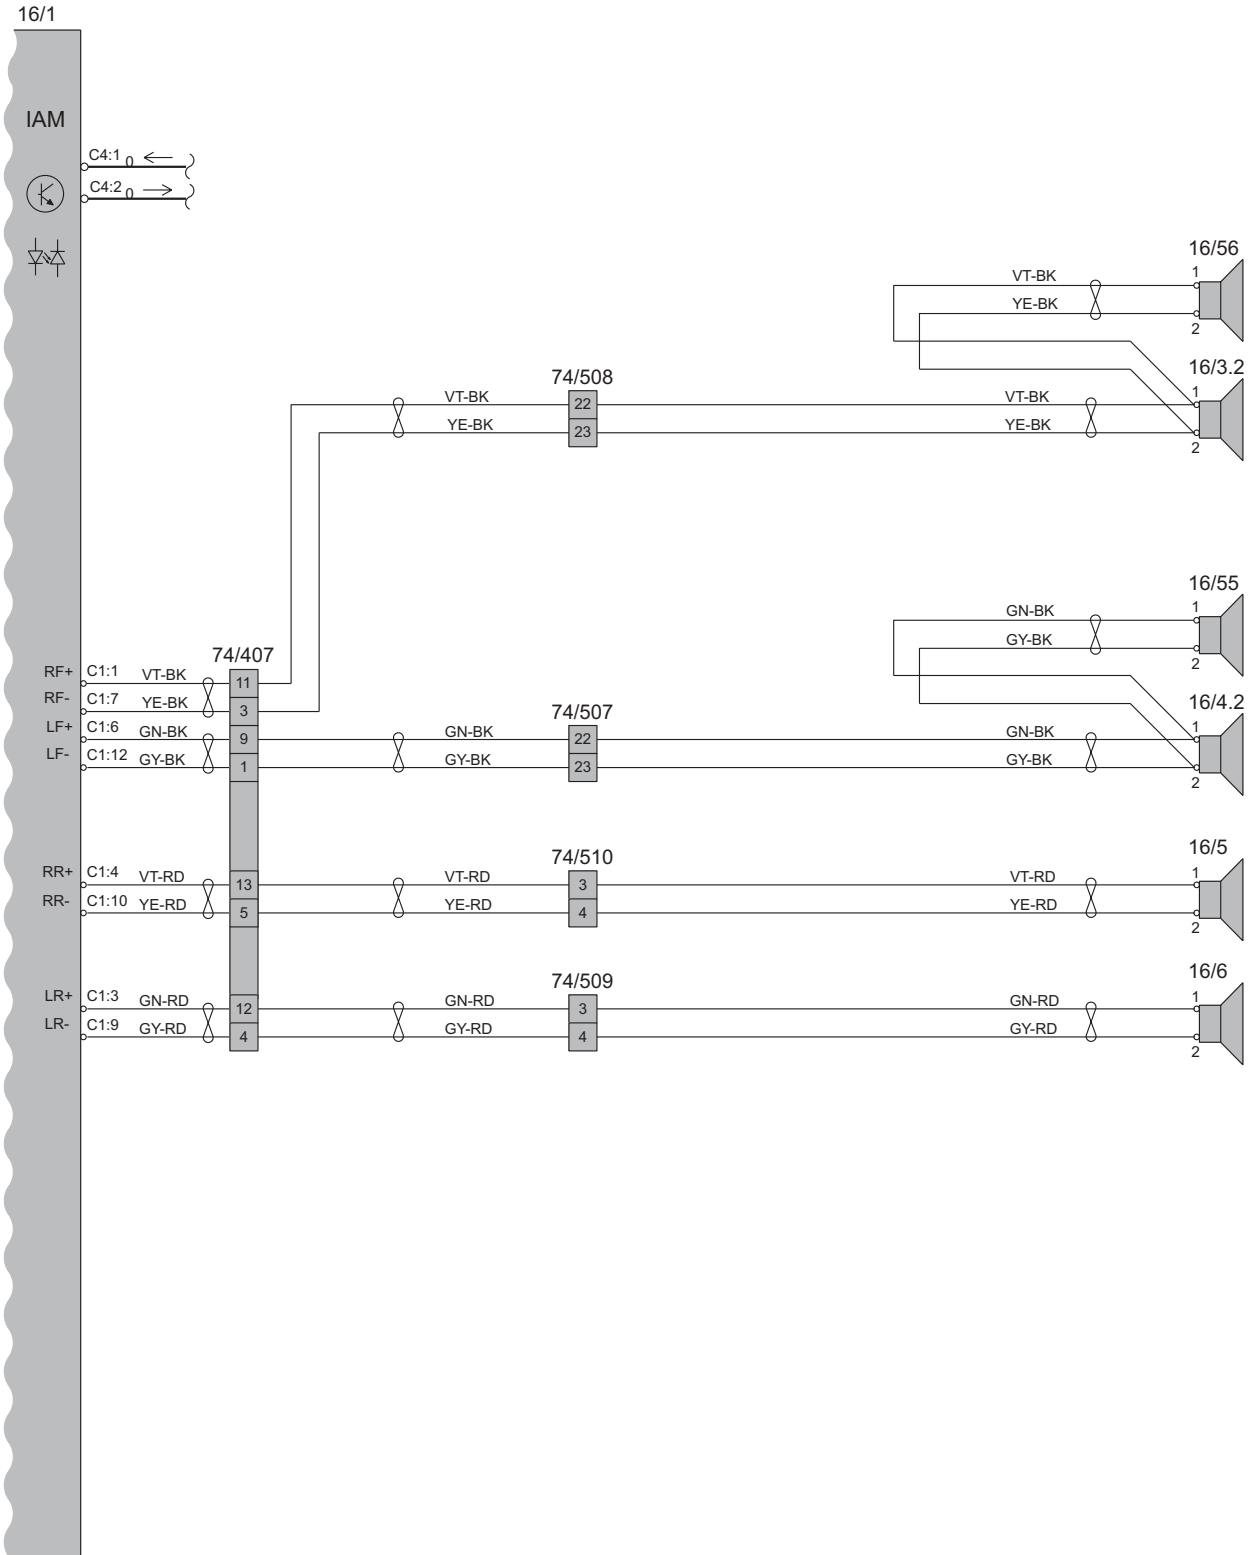 16/1
IAM
C4:1 0
C4:2 0
16/56
VT-BK 1
YE-BK
2
74/508 16/3.2
VT-BK 22 VT-BK 1
YE-BK 23 YE-BK
2
16/55
GN-BK 1
GY-BK
2
74/407
RF+ C1:1 VT-BK 11
RF- C1:7 YE-BK 3
74/507 16/4.2
LF+ C1:6 GN-BK 9 GN-BK 22 GN-BK 1
LF- C1:12 GY-BK 1 GY-BK 23 GY-BK
2
74/510 16/5
RR+ C1:4 VT-RD 13 VT-RD 3 VT-RD 1
RR- C1:10 YE-RD 5 YE-RD 4 YE-RD
2
74/509 16/6
LR+ C1:3 GN-RD 12 GN-RD 3 GN-RD 1
LR- C1:9 GY-RD 4 GY-RD 4 GY-RD
2